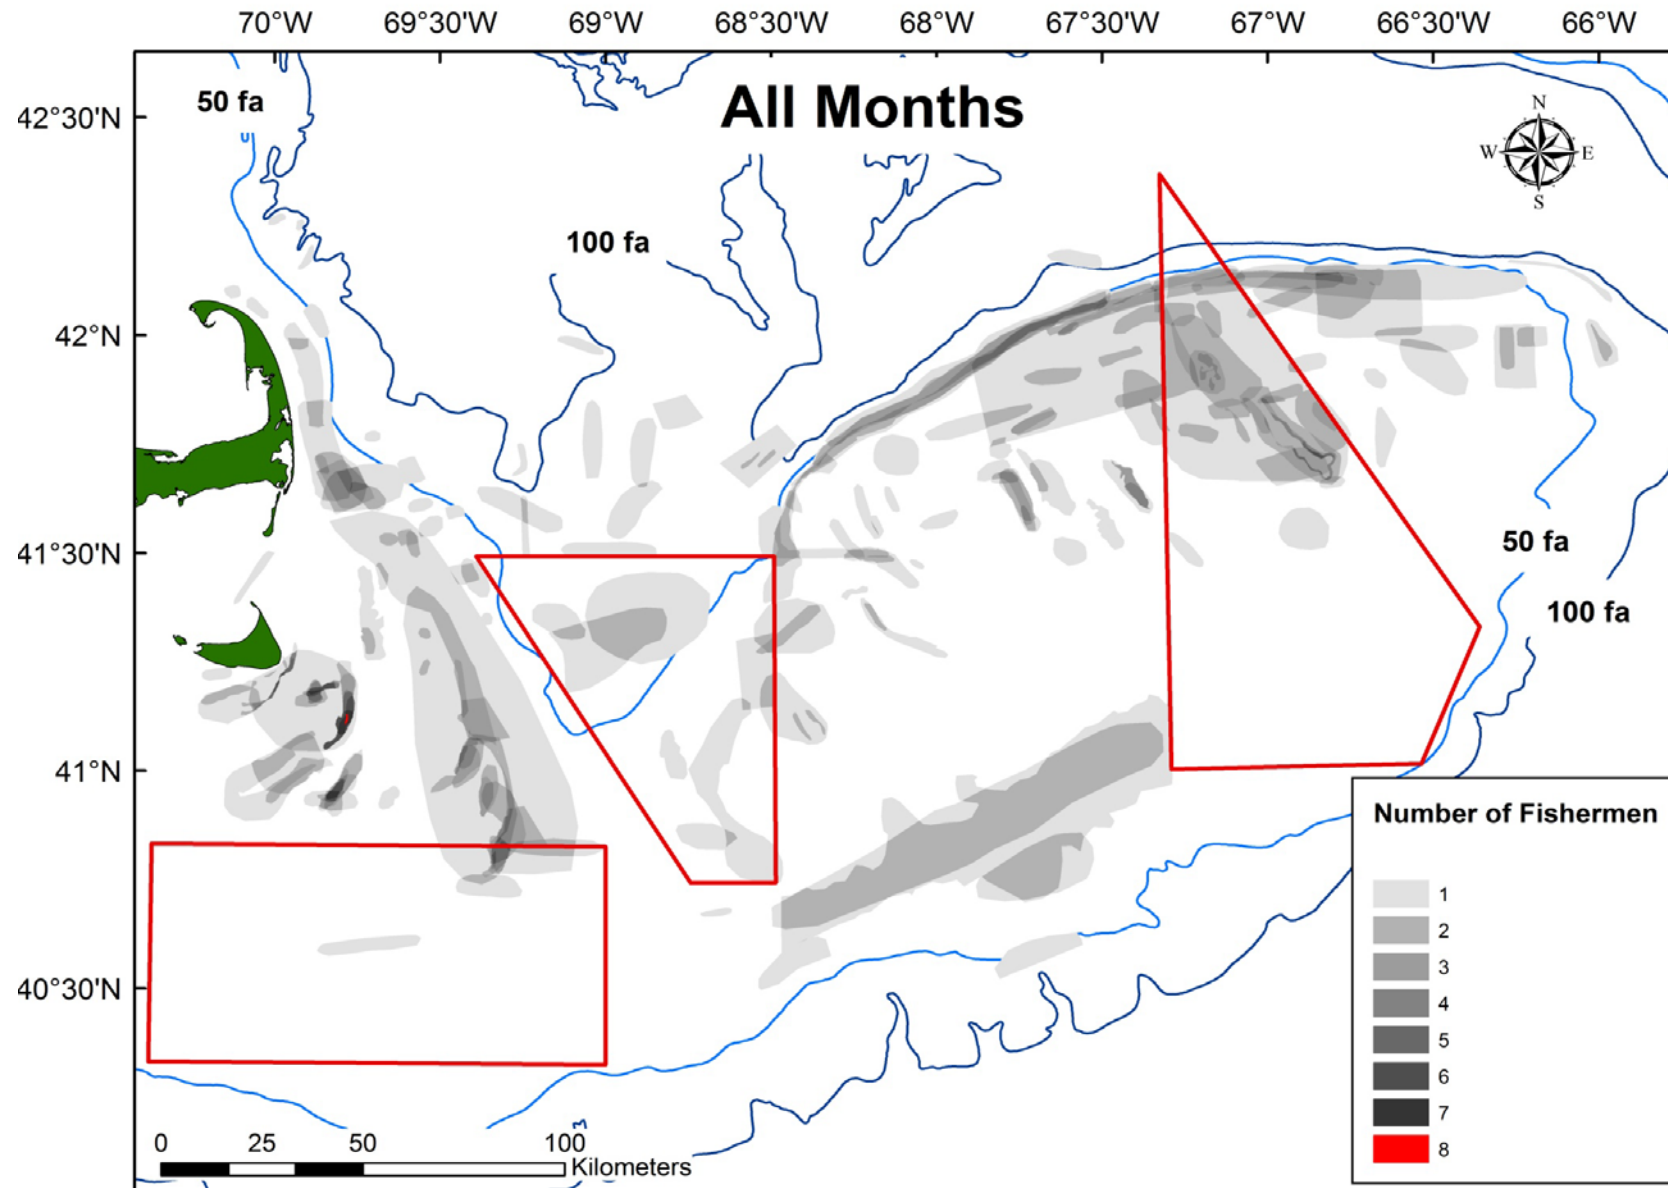 70°W 69°30'W 69°W 68°30'W 68°W 67°30'W 67°W 66°30'W 66°W
42°30'N
42°N
41°30'N
41°N
40°30'N
50 fa
All Months
N
W E
S
100 fa
50 fa
100 fa
Number of Fishermen
1
2
3
4
5
6
7
8
0 25 50 100
Kilometers